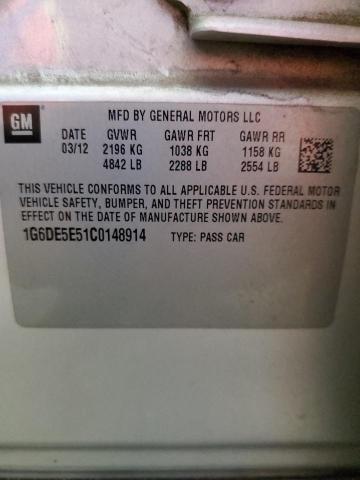 GM
MFD BY GENERAL MOTORS LLC
DATE GVWR GAWR FRT GAWR RR
03/12 2196 KG 1038 KG 1158 KG
4842 LB 2288 LB 2554 LB
THIS VEHICLE CONFORMS TO ALL APPLICABLE U.S. FEDERAL MOTOR
VEHICLE SAFETY, BUMPER, AND THEFT PREVENTION STANDARDS IN
EFFECT ON THE DATE OF MANUFACTURE SHOWN ABOVE.
1G6DE5E51C0148914 TYPE: PASS CAR